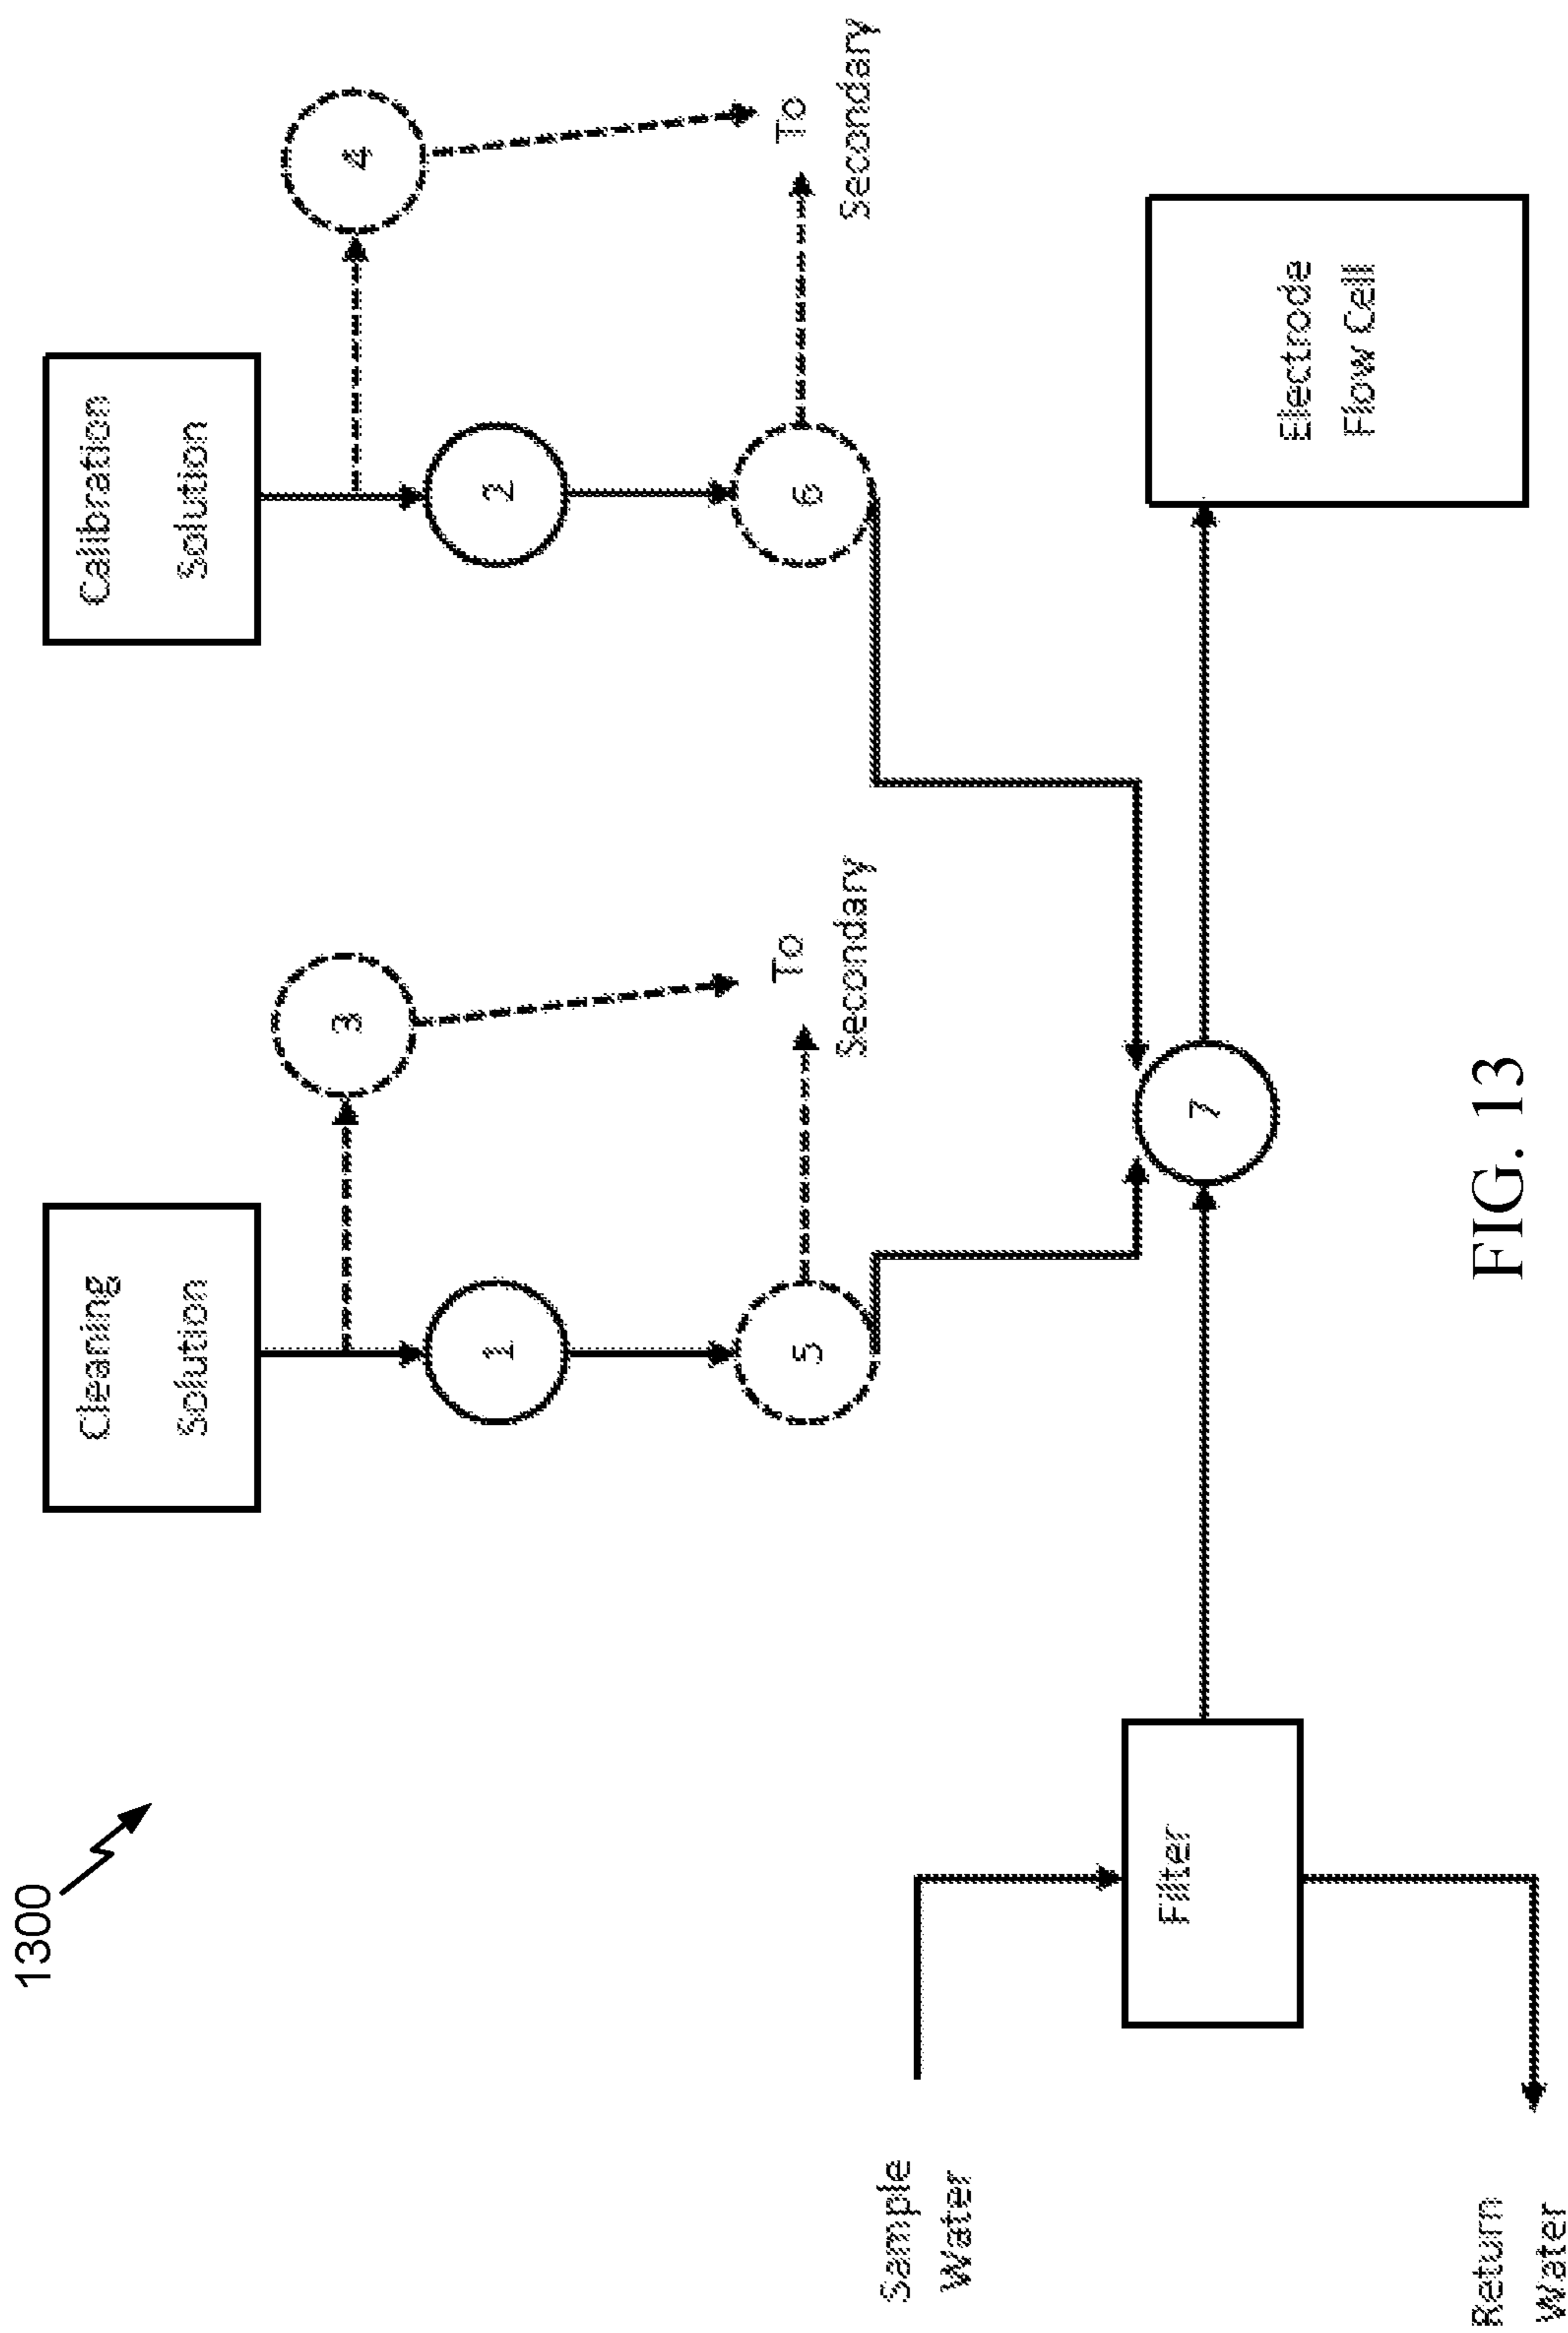 1300
Cleaning
Solution
Calibration
Solution
3
4
1
2
To
Secondary
To
Secondary
5
6
Sample
Water
Filter
7
Electrode
Flow Cell
Return
Water
FIG. 13